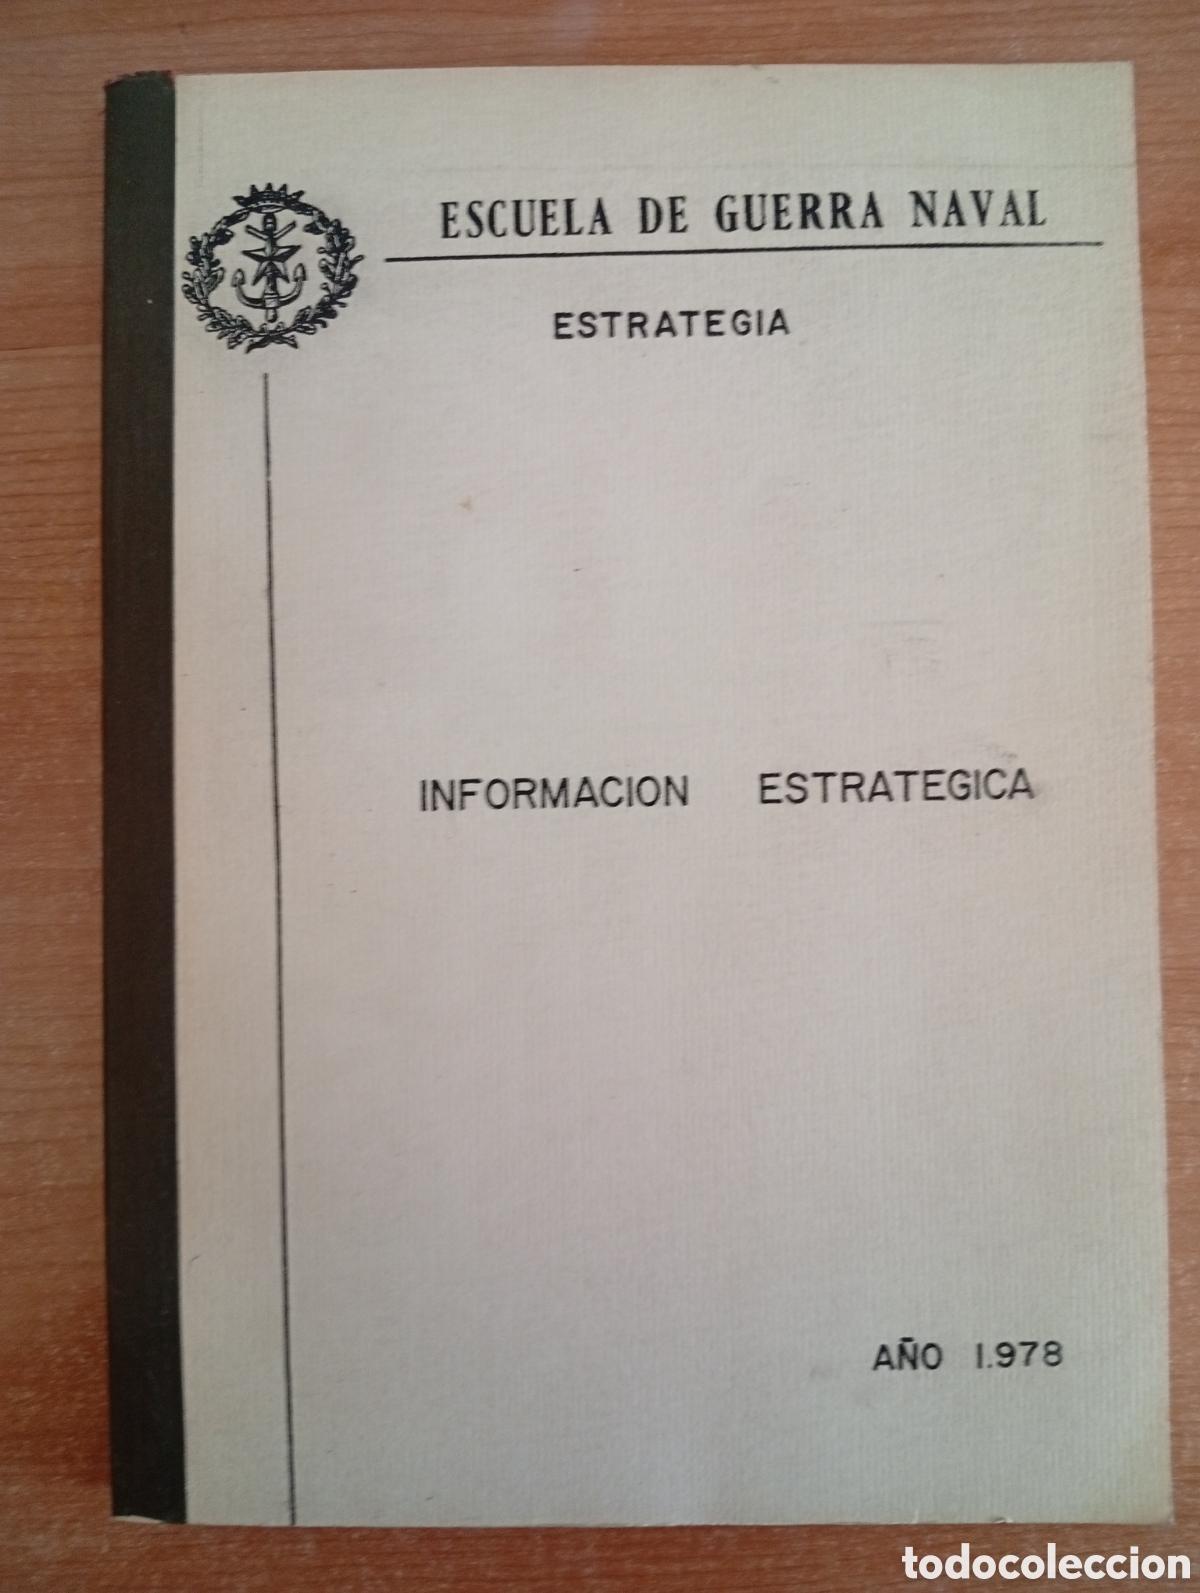 ESCUELA DE GUERRA NAVAL
ESTRATEGIA
INFORMACION ESTRATEGICA
AÑO 1.978
todocoleccion